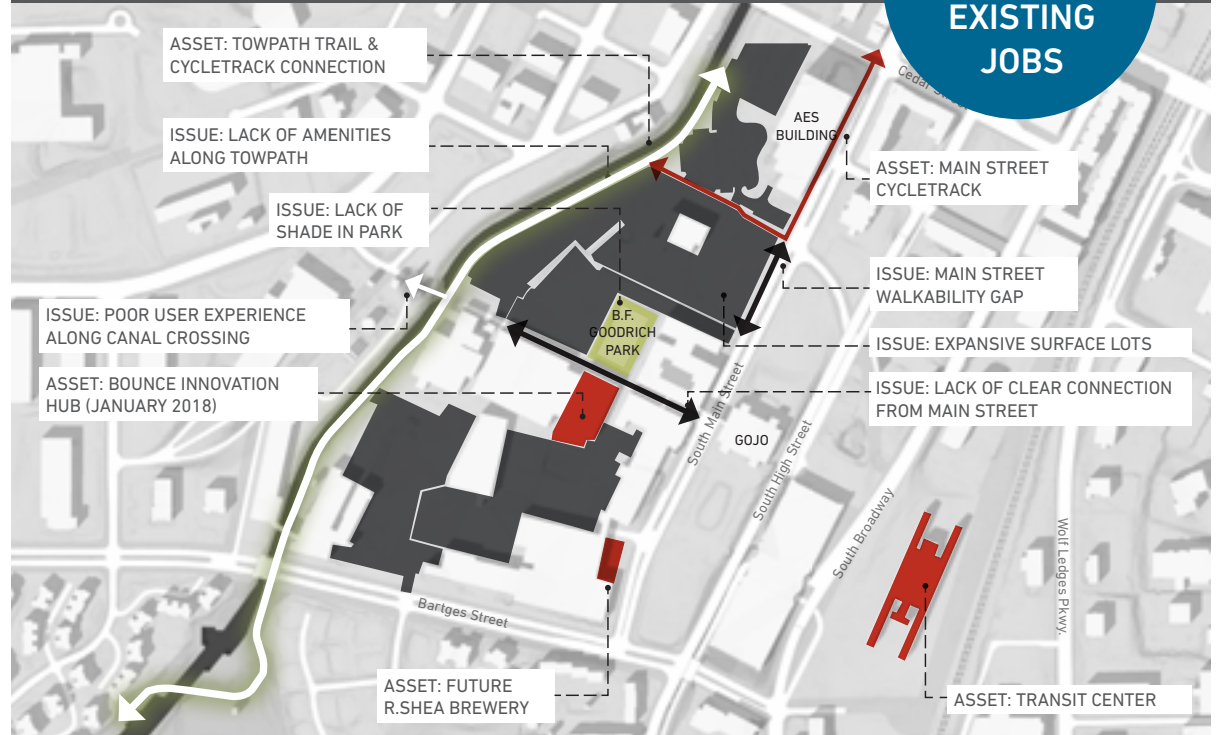 EXISTING
JOBS
ASSET: TOWPATH TRAIL &
CYCLETRACK CONNECTION
ISSUE: LACK OF AMENITIES
ALONG TOWPATH
ISSUE: LACK OF
SHADE IN PARK
ISSUE: POOR USER EXPERIENCE
ALONG CANAL CROSSING
ASSET: BOUNCE INNOVATION
HUB (JANUARY 2018)
AES
BUILDING
Cedar Street
ASSET: MAIN STREET
CYCLETRACK
ISSUE: MAIN STREET
WALKABILITY GAP
ISSUE: EXPANSIVE SURFACE LOTS
ISSUE: LACK OF CLEAR CONNECTION
FROM MAIN STREET
B.F.
GOODRICH
PARK
GOJO
South Main Street
South High Street
South Broadway
Wolf Ledges Pkwy.
Bartges Street
ASSET: FUTURE
R.SHEA BREWERY
ASSET: TRANSIT CENTER